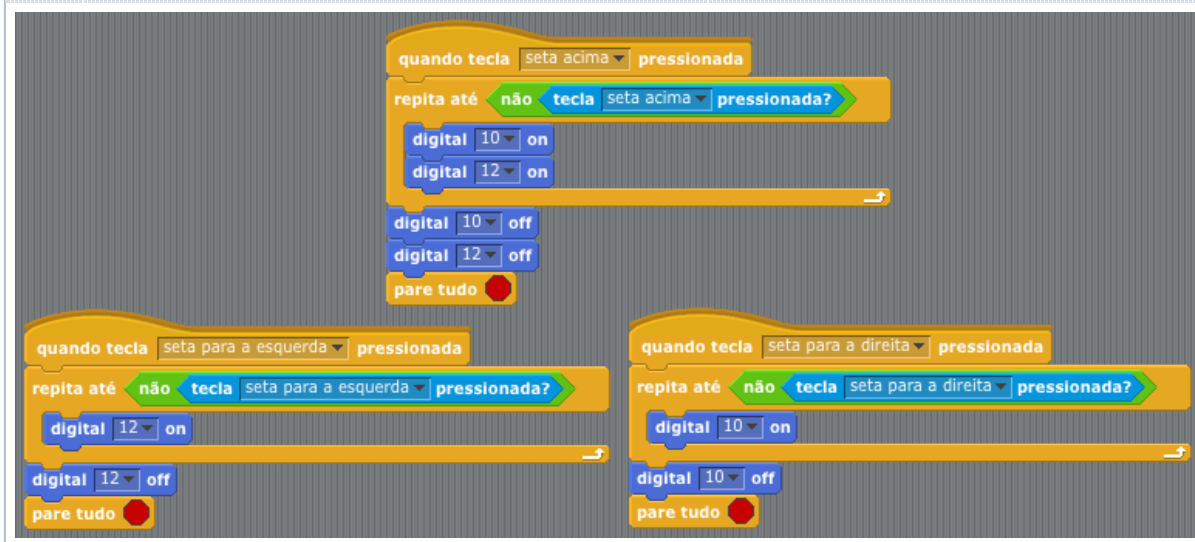 quando tecla seta acima pressionada
repita até não tecla seta acima pressionada?
digital 10 on
digital 12 on
digital 10 off
digital 12 off
pare tudo
quando tecla seta para a esquerda pressionada
repita até não tecla seta para a esquerda pressionada?
digital 12 on
digital 12 off
pare tudo
quando tecla seta para a direita pressionada
repita até não tecla seta para a direita pressionada?
digital 10 on
digital 10 off
pare tudo